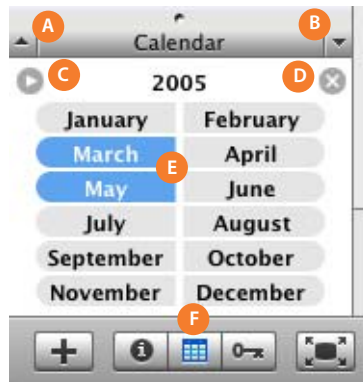 A
B
Calendar
C
2005
D
January February
March April
E
May June
July August
September October
November December
F